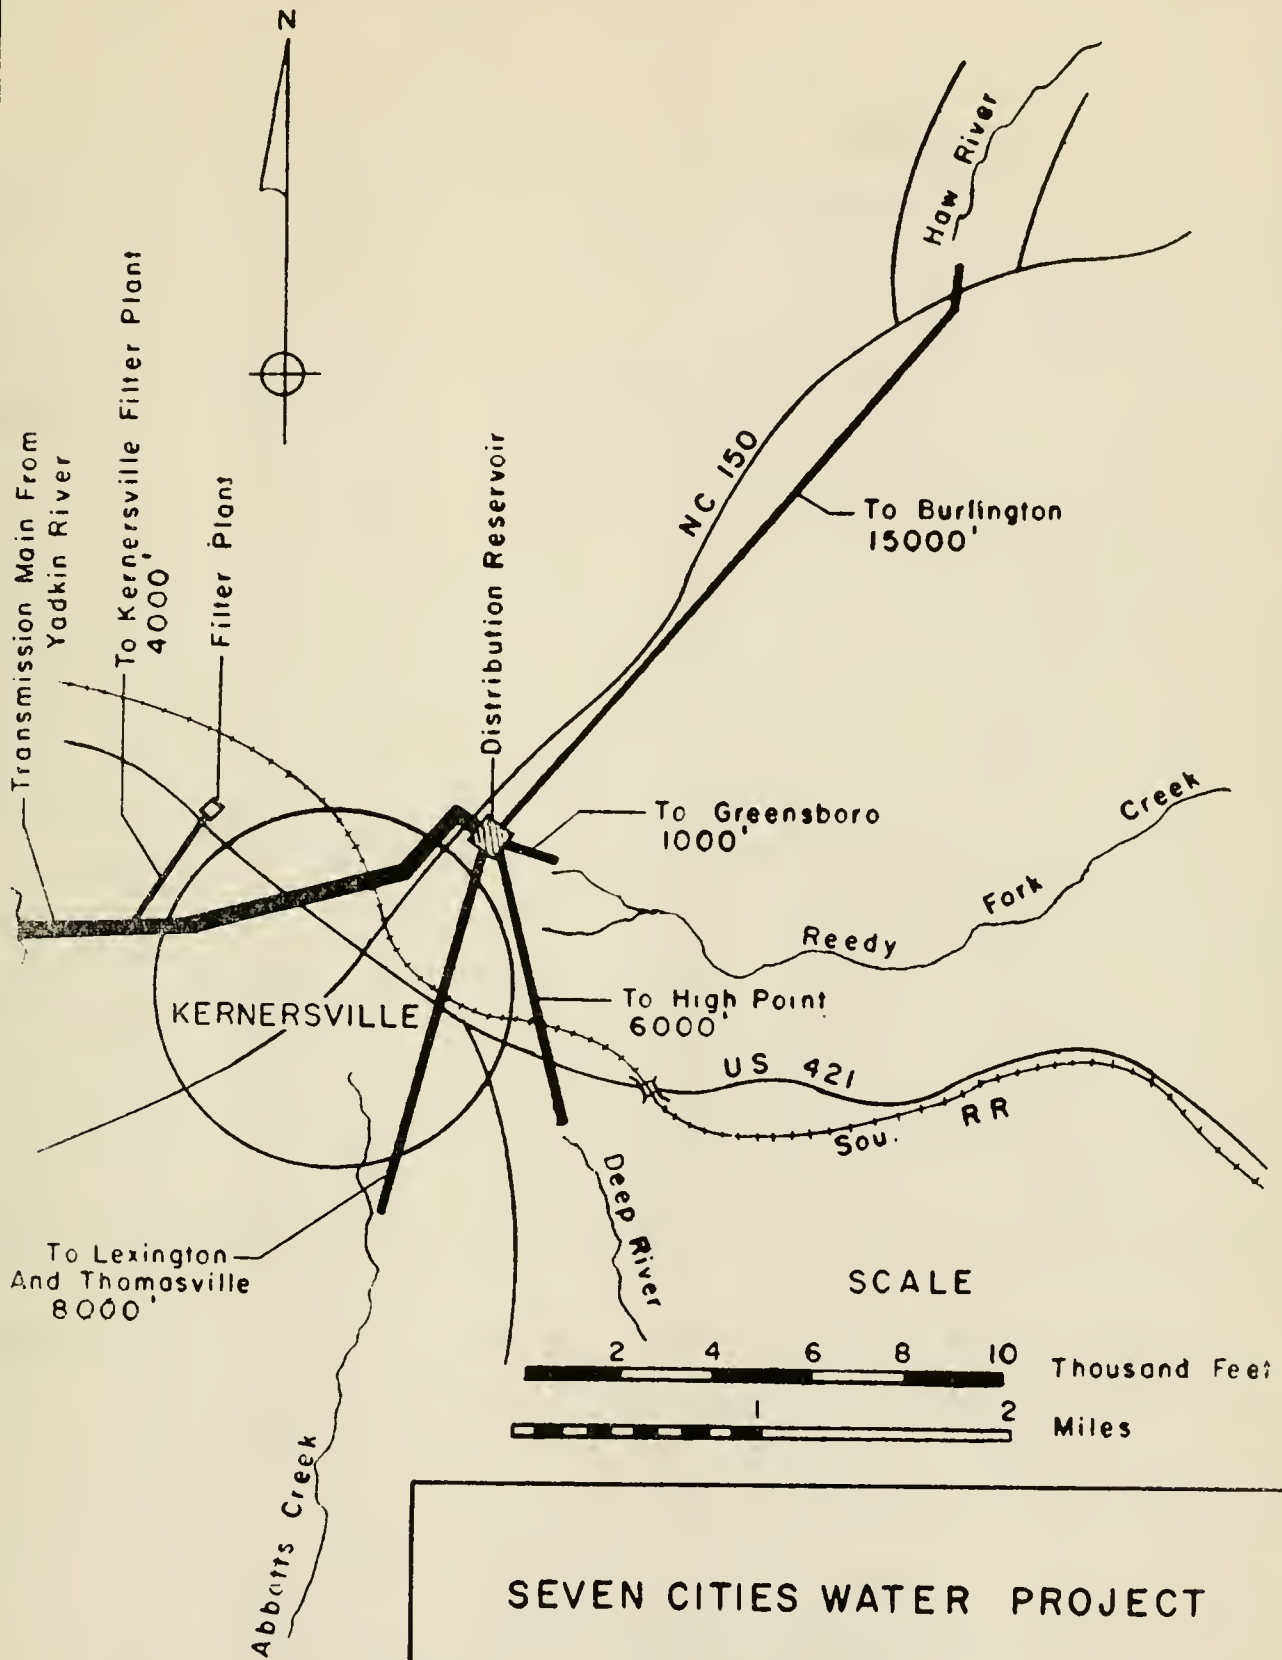 N
Haw River
Transmission Main From
Yadkin River
To Kernersville Filter Plant
4000'
Filter Plant
Distribution Reservoir
NC 150
To Burlington
15000'
To Greensboro
1000'
Reedy Fork Creek
KERNERSVILLE
To High Point
6000'
US 421
Sou. RR
Deep River
To Lexington
And Thomasville
8000'
Abbotts Creek
SCALE
2 4 6 8 10 Thousand Feet
1 2 Miles
SEVEN CITIES WATER PROJECT